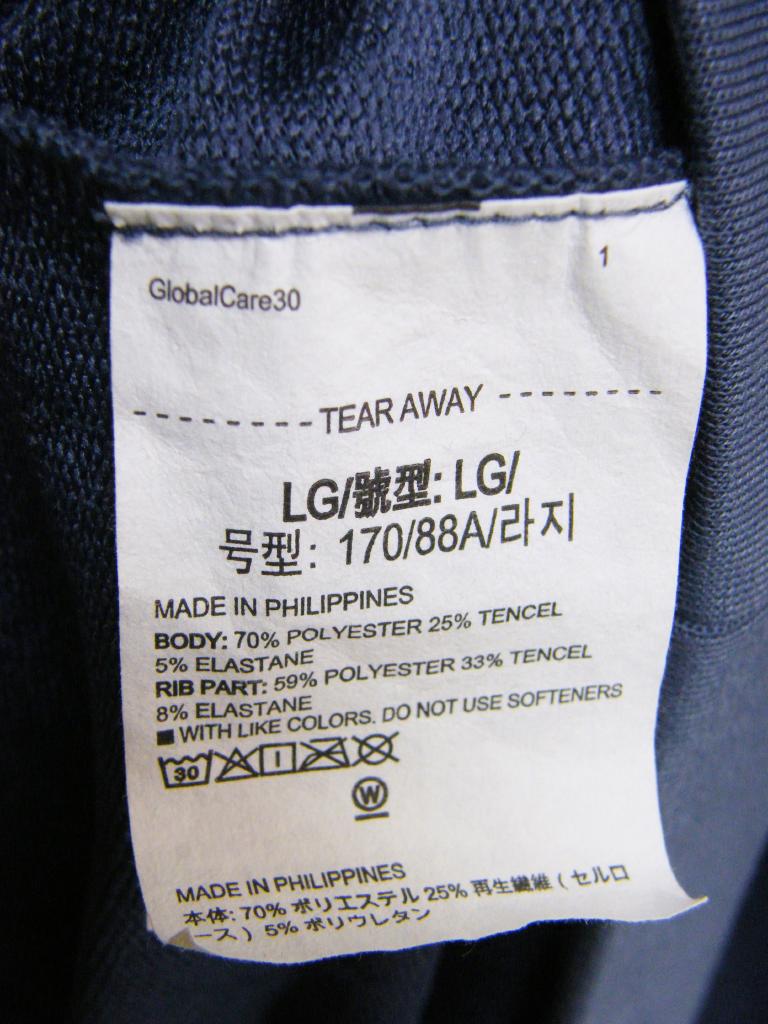 1
GlobalCare30
TEAR AWAY
LG/號型: LG/
号型: 170/88A/라지
MADE IN PHILIPPINES
BODY: 70% POLYESTER 25% TENCEL
5% ELASTANE
RIB PART: 59% POLYESTER 33% TENCEL
8% ELASTANE
■ WITH LIKE COLORS. DO NOT USE SOFTENERS
30
W
MADE IN PHILIPPINES
本体: 70% ポリエステル 25% 再生繊維 ( セルロ
ース ) 5% ポリウレタン